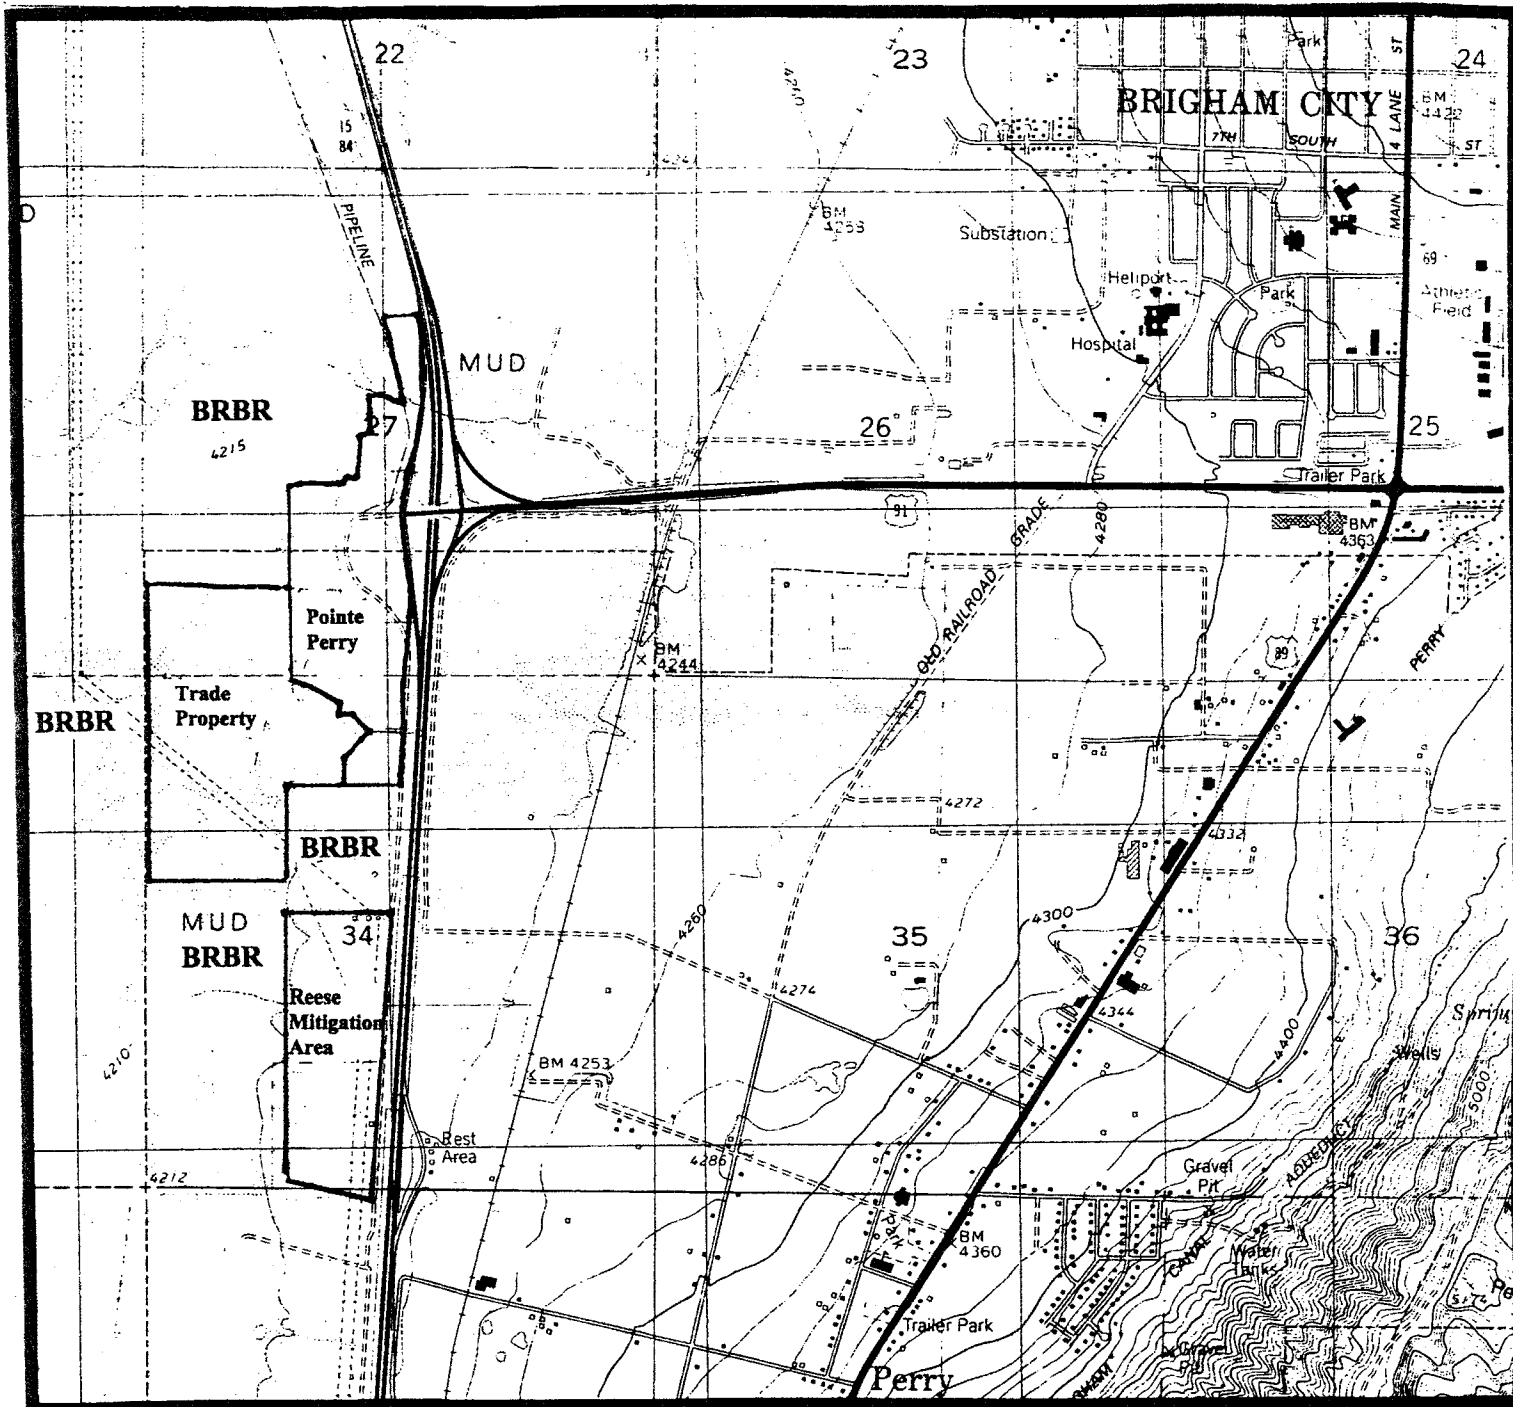 22
23
24
Park
ST
4 LANE
MAIN
BRIGHAM CITY
BM
4422
7TH
SOUTH
ST
15
84
4260
PIPELINE
BM
4253
Substation
Heliport
Park
Hospital
69
Athletic
Field
MUD
BRBR
4215
27
26
25
Trailer Park
91
GRADE
4280
BM
4363
OLD RAILROAD
Pointe
Perry
BM
4244
89
PERRY
Trade
Property
BRBR
4272
4332
BRBR
4300
4260
MUD
34
BRBR
35
36
Reese
Mitigation
Area
4274
4344
4400
Wells
4210
BM 4253
5000
Rest
Area
AQUEDUCT
4286
4212
Gravel
Pit
BM
4360
CANAL
Water
Tanks
Trailer Park
Gravel
Pit
Perry